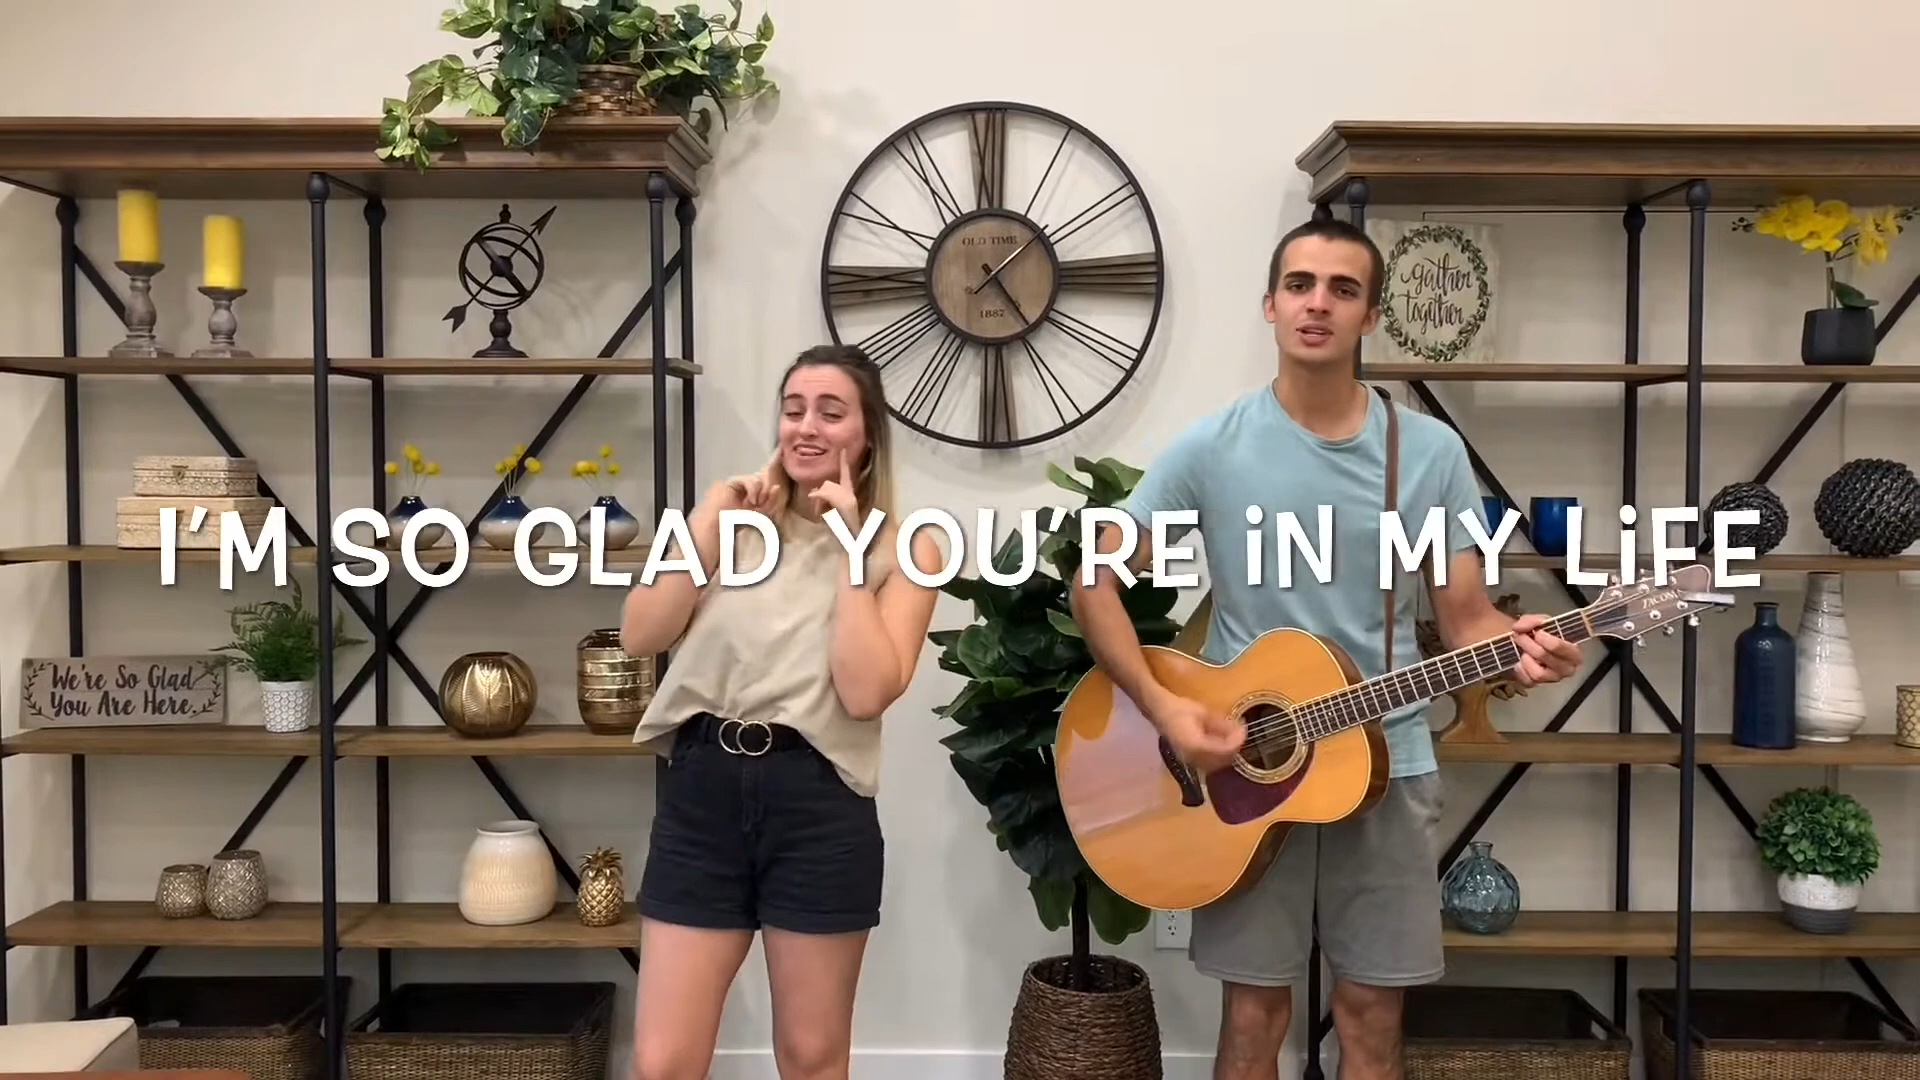 OLD TIME
1887
gather
together
I'M SO GLAD YOU'RE iN MY LiFE
TACOMA
We're So Glad
You Are Here.